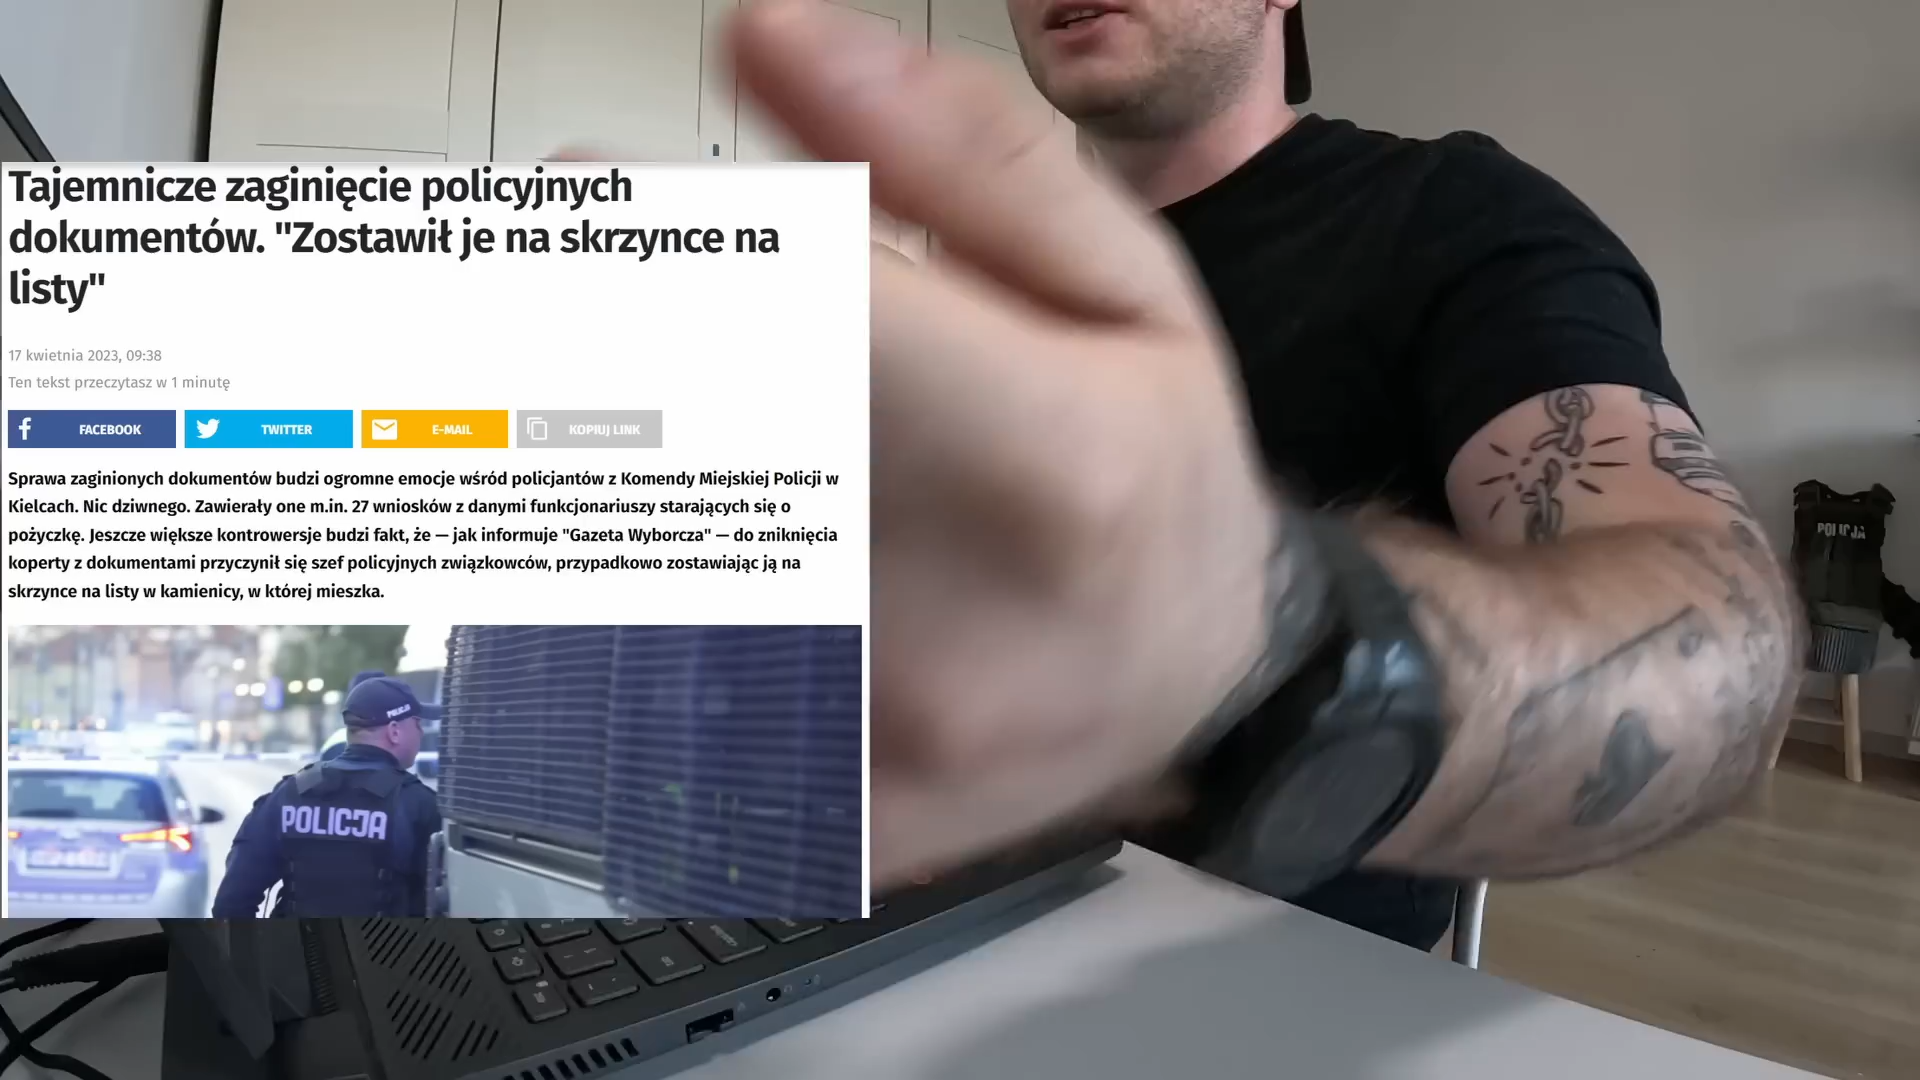 Tajemnicze zaginięcie policyjnych
dokumentów. "Zostawił je na skrzynce na
listy"
17 kwietnia 2023, 09:38
Ten tekst przeczytasz w 1 minutę
FACEBOOK
TWITTER
E-MAIL
KOPIUJ LINK
Sprawa zaginionych dokumentów budzi ogromne emocje wśród policjantów z Komendy Miejskiej Policji w
Kielcach. Nic dziwnego. Zawierały one m.in. 27 wniosków z danymi funkcjonariuszy starających się o
pożyczkę. Jeszcze większe kontrowersje budzi fakt, że — jak informuje "Gazeta Wyborcza" — do zniknięcia
koperty z dokumentami przyczynił się szef policyjnych związkowców, przypadkowo zostawiając ją na
skrzynce na listy w kamienicy, w której mieszka.
POLICJA
POLICJA
POLICJA